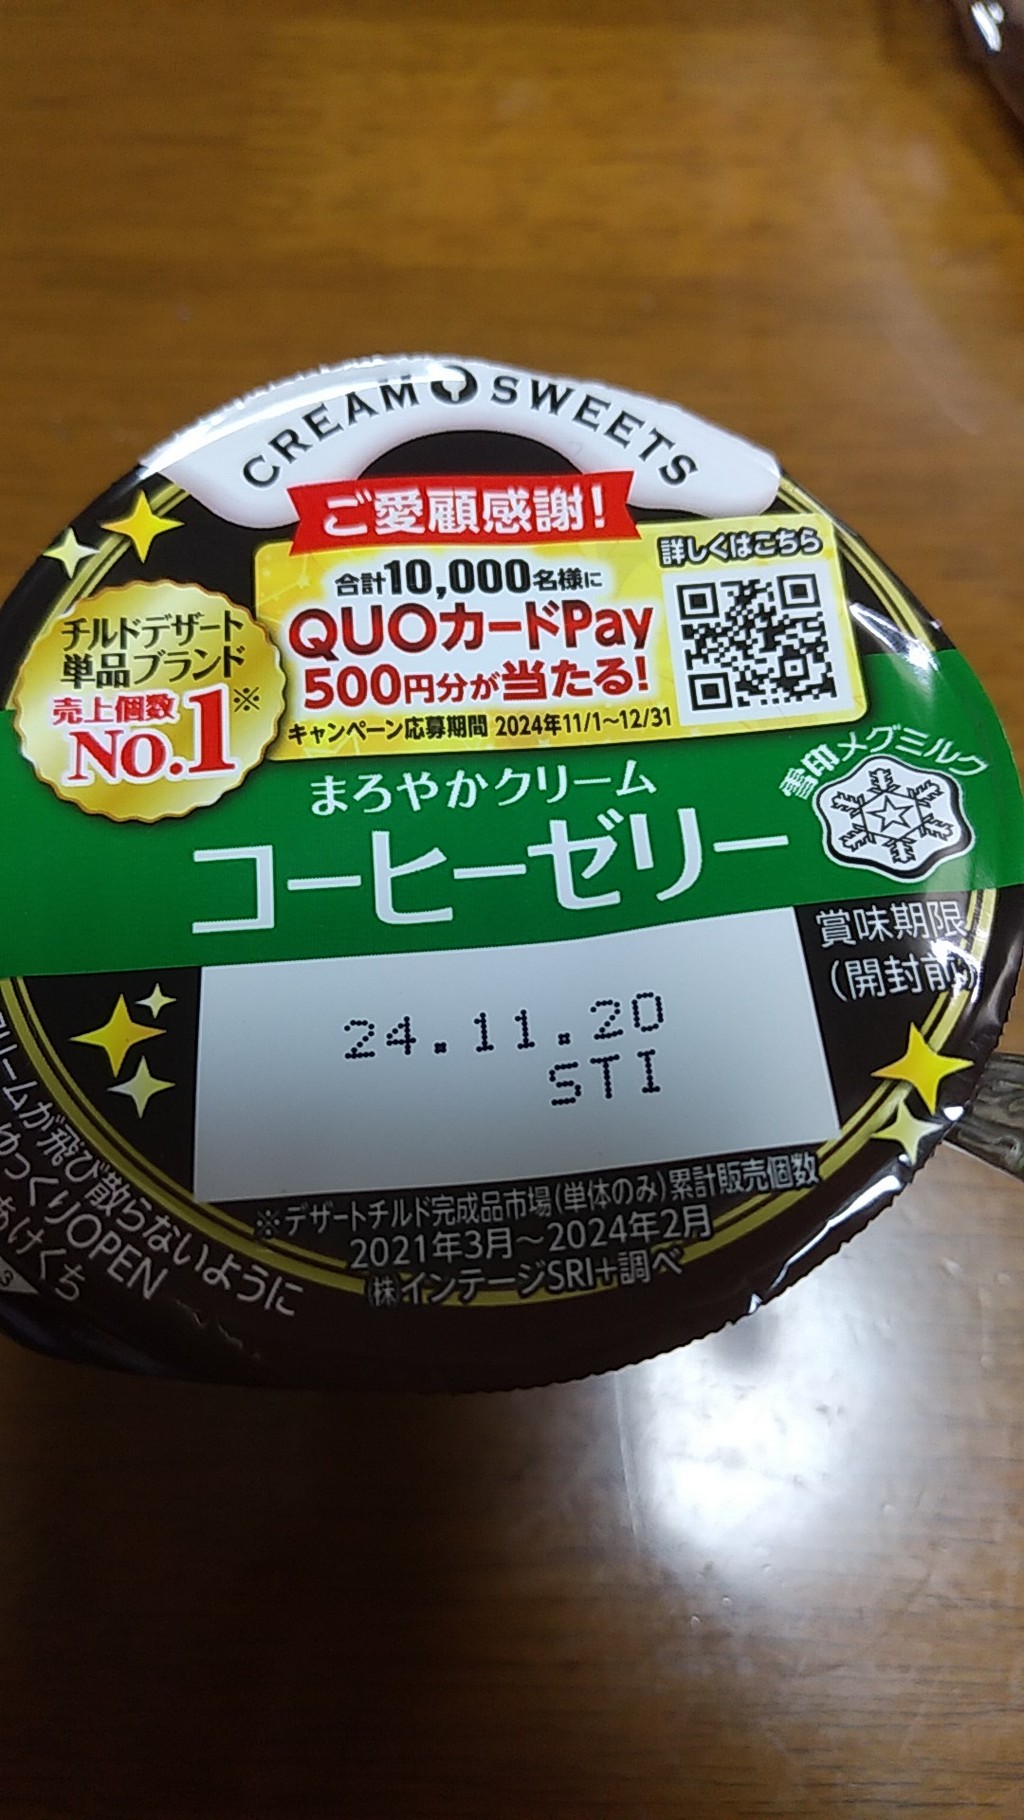 CREAM SWEETS
ご愛顧感謝!
詳しくはこちら
合計10,000名様に
QUOカードPay
500円分が当たる!
キャンペーン応募期間 2024年11/1〜12/31
チルドデザート
単品ブランド
売上個数
No.1※
まろやかクリーム
コーヒーゼリー
雪印メグミルク
賞味期限
(開封前)
24.11.20
STI
※デザートチルド完成品市場(単体のみ)累計販売個数
2021年3月〜2024年2月
㈱インテージSRI+調べ
リームが飛び散らないように
ゆっくりOPEN
あけくち